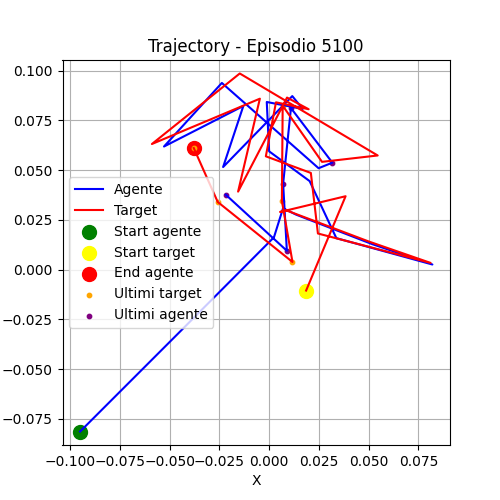 Trajectory - Episodio 5100
0.100
0.075
0.050
0.025
0.000
−0.025
−0.050
−0.075
Agente
Target
Start agente
Start target
End agente
Ultimi target
Ultimi agente
−0.100 −0.075 −0.050 −0.025 0.000 0.025 0.050 0.075
X